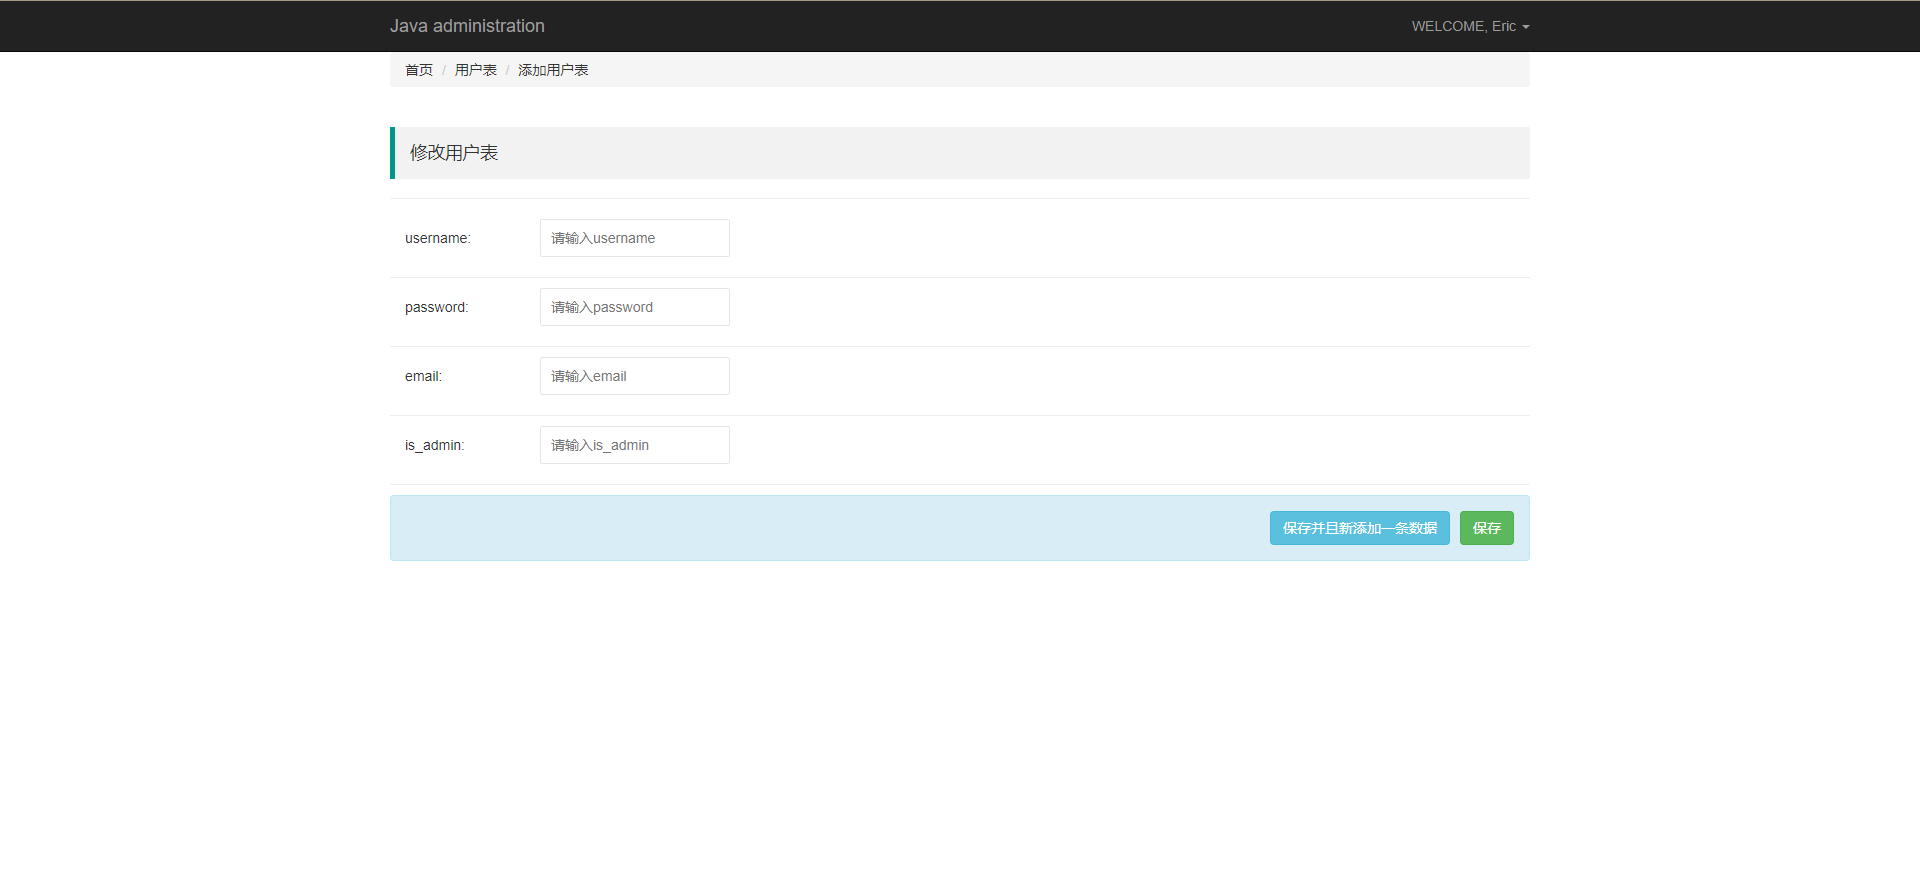 Java administration
WELCOME, Eric
首页 / 用户表 / 添加用户表
修改用户表
username: 请输入username
password: 请输入password
email: 请输入email
is_admin: 请输入is_admin
保存并且新添加一条数据 保存